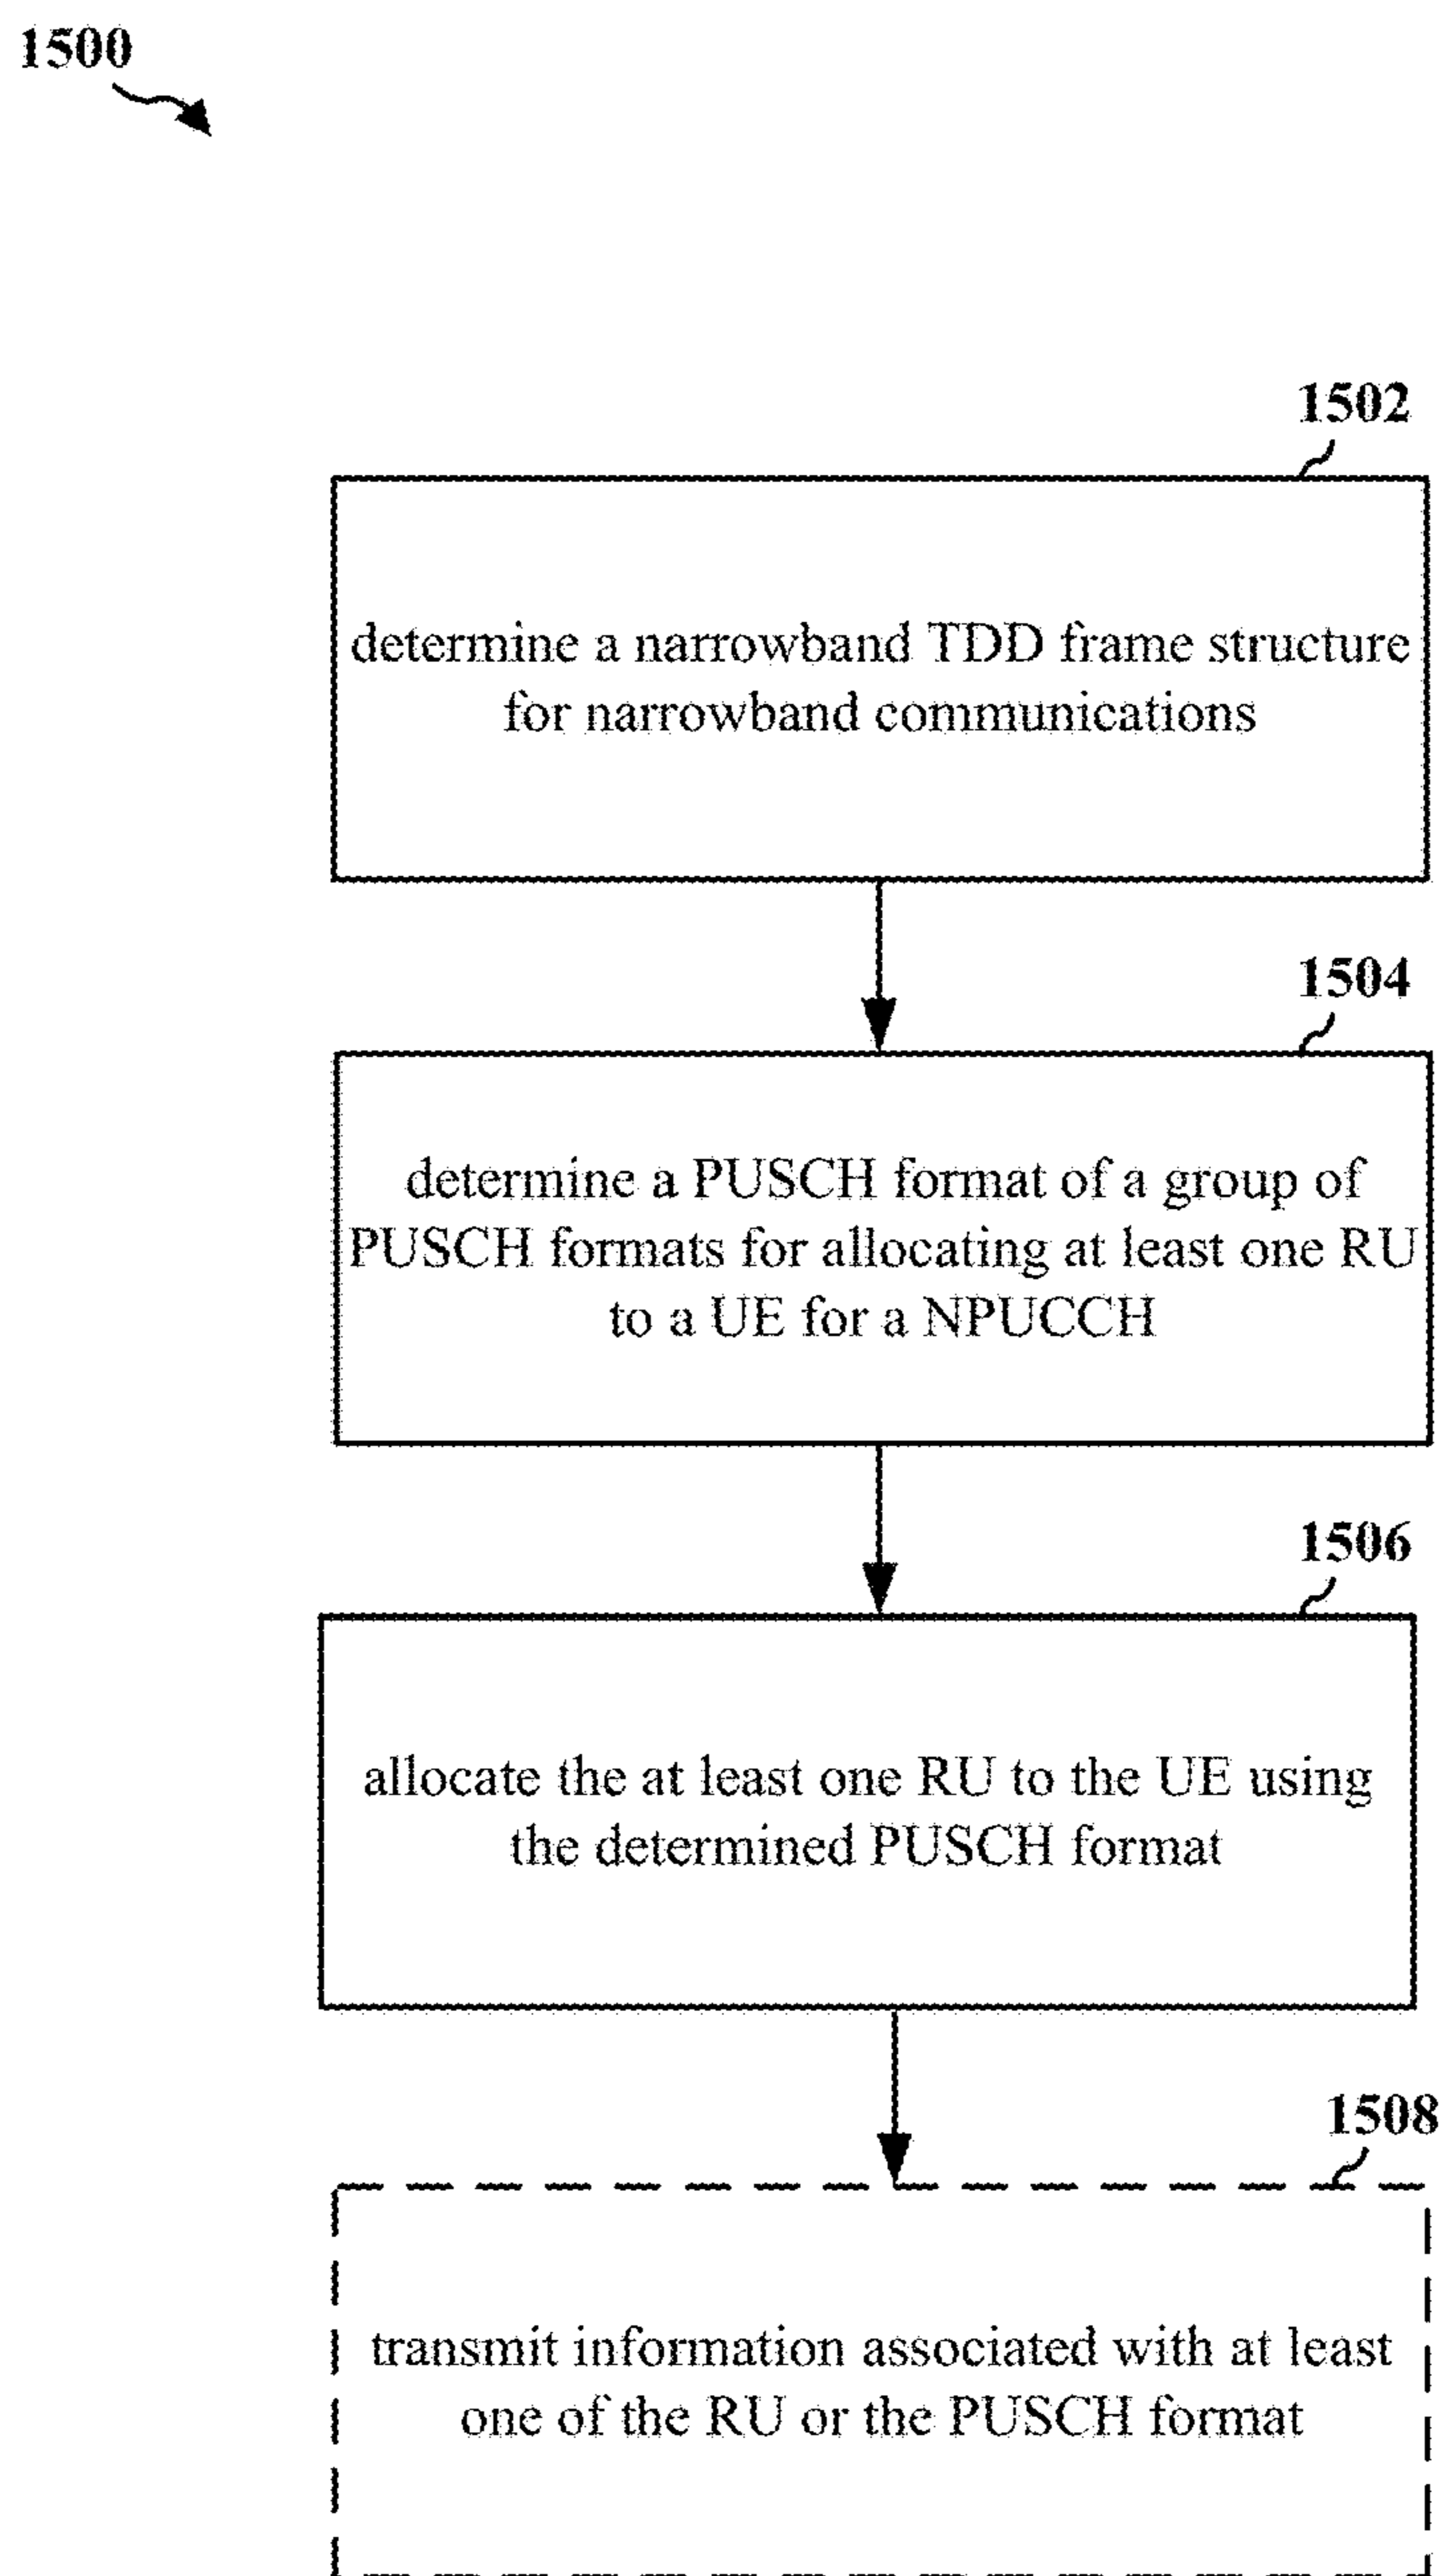 1500
1502
determine a narrowband TDD frame structure
for narrowband communications
1504
determine a PUSCH format of a group of
PUSCH formats for allocating at least one RU
to a UE for a NPUCCH
1506
allocate the at least one RU to the UE using
the determined PUSCH format
1508
transmit information associated with at least
one of the RU or the PUSCH format